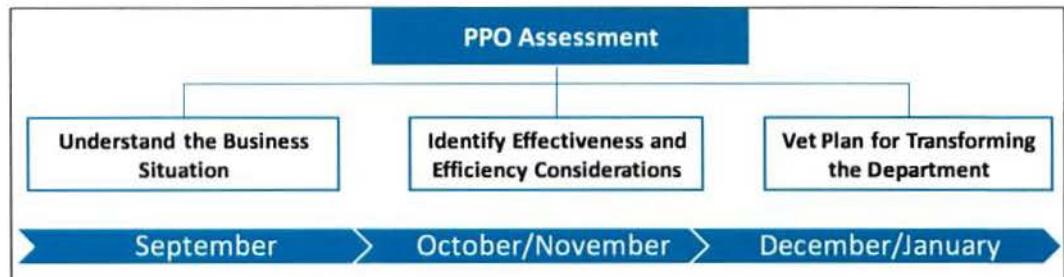 PPO Assessment
Understand the Business
Situation
Identify Effectiveness and
Efficiency Considerations
Vet Plan for Transforming
the Department
September
October/November
December/January